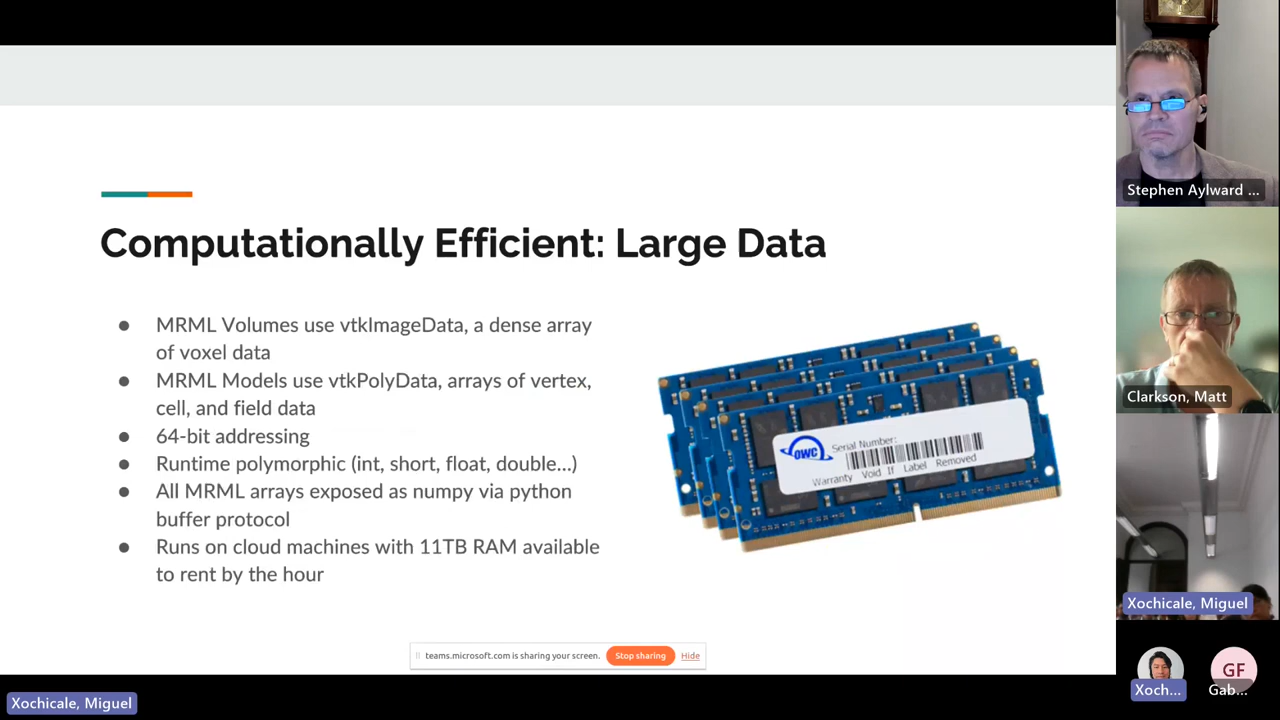 Computationally Efficient: Large Data
● MRML Volumes use vtkImageData, a dense array
of voxel data
● MRML Models use vtkPolyData, arrays of vertex,
cell, and field data
● 64-bit addressing
● Runtime polymorphic (int, short, float, double...)
● All MRML arrays exposed as numpy via python
buffer protocol
● Runs on cloud machines with 11TB RAM available
to rent by the hour
OWC
Serial Number:
Warranty Void If Label Removed
teams.microsoft.com is sharing your screen. Stop sharing Hide
Xochicale, Miguel
Stephen Aylward ...
Clarkson, Matt
Xochicale, Miguel
GF
Xoch... Gab...